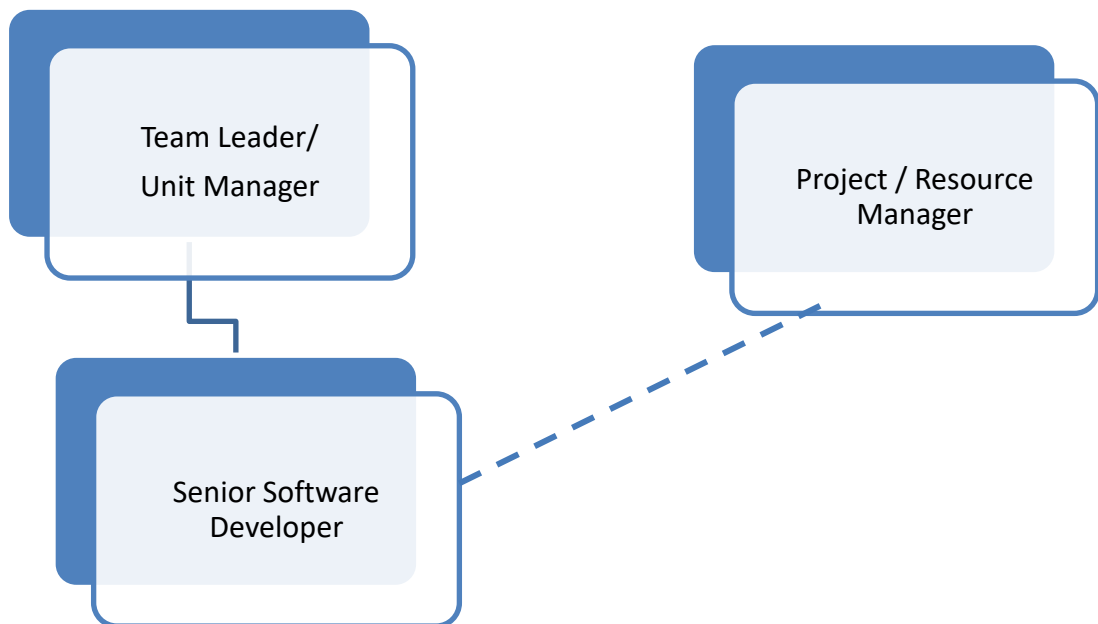 Team Leader/
Unit Manager
Project / Resource
Manager
Senior Software
Developer